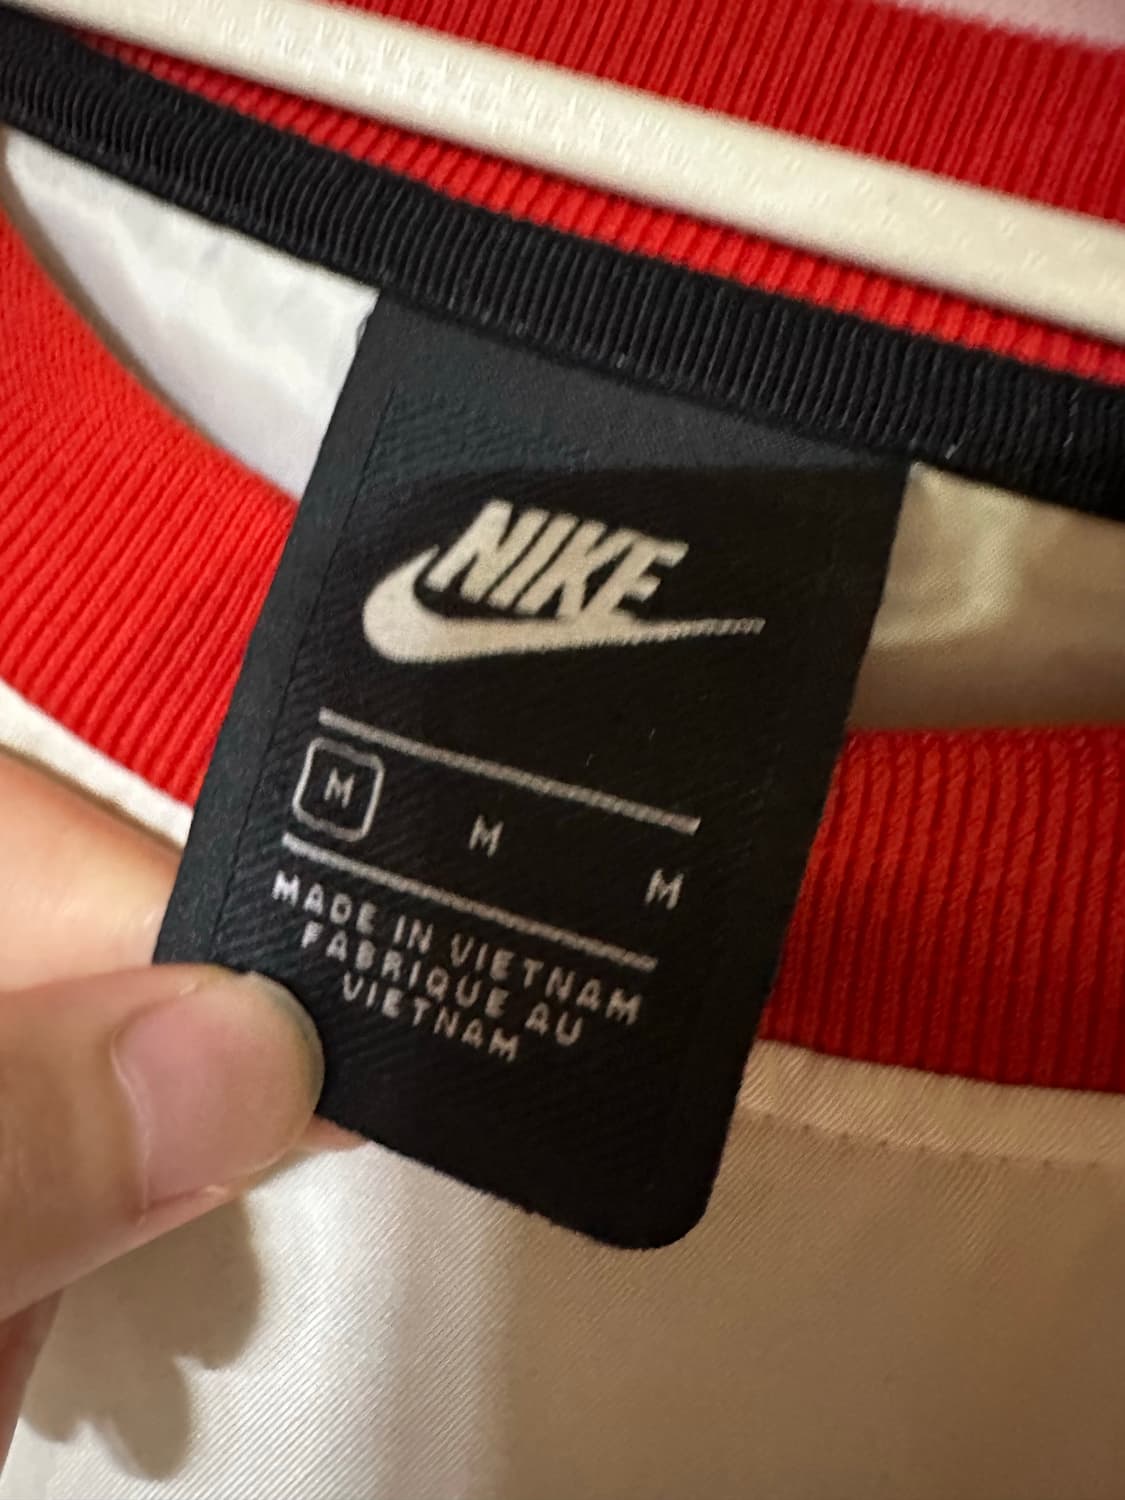 NIKE
M M M
MADE IN VIETNAM
FABRIQUE AU
VIETNAM